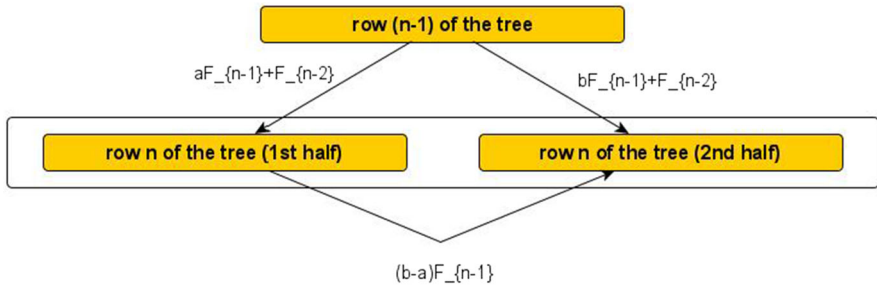 row (n-1) of the tree
aF_{n-1}+F_{n-2}
bF_{n-1}+F_{n-2}
row n of the tree (1st half)
row n of the tree (2nd half)
(b-a)F_{n-1}